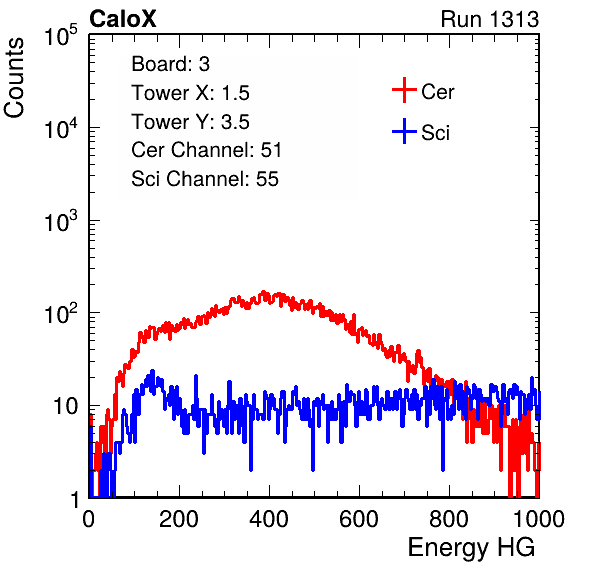 CaloX Run 1313
Counts
10^5
10^4
10^3
10^2
10
1
Board: 3
Tower X: 1.5
Tower Y: 3.5
Cer Channel: 51
Sci Channel: 55
Cer
Sci
0 200 400 600 800 1000
Energy HG